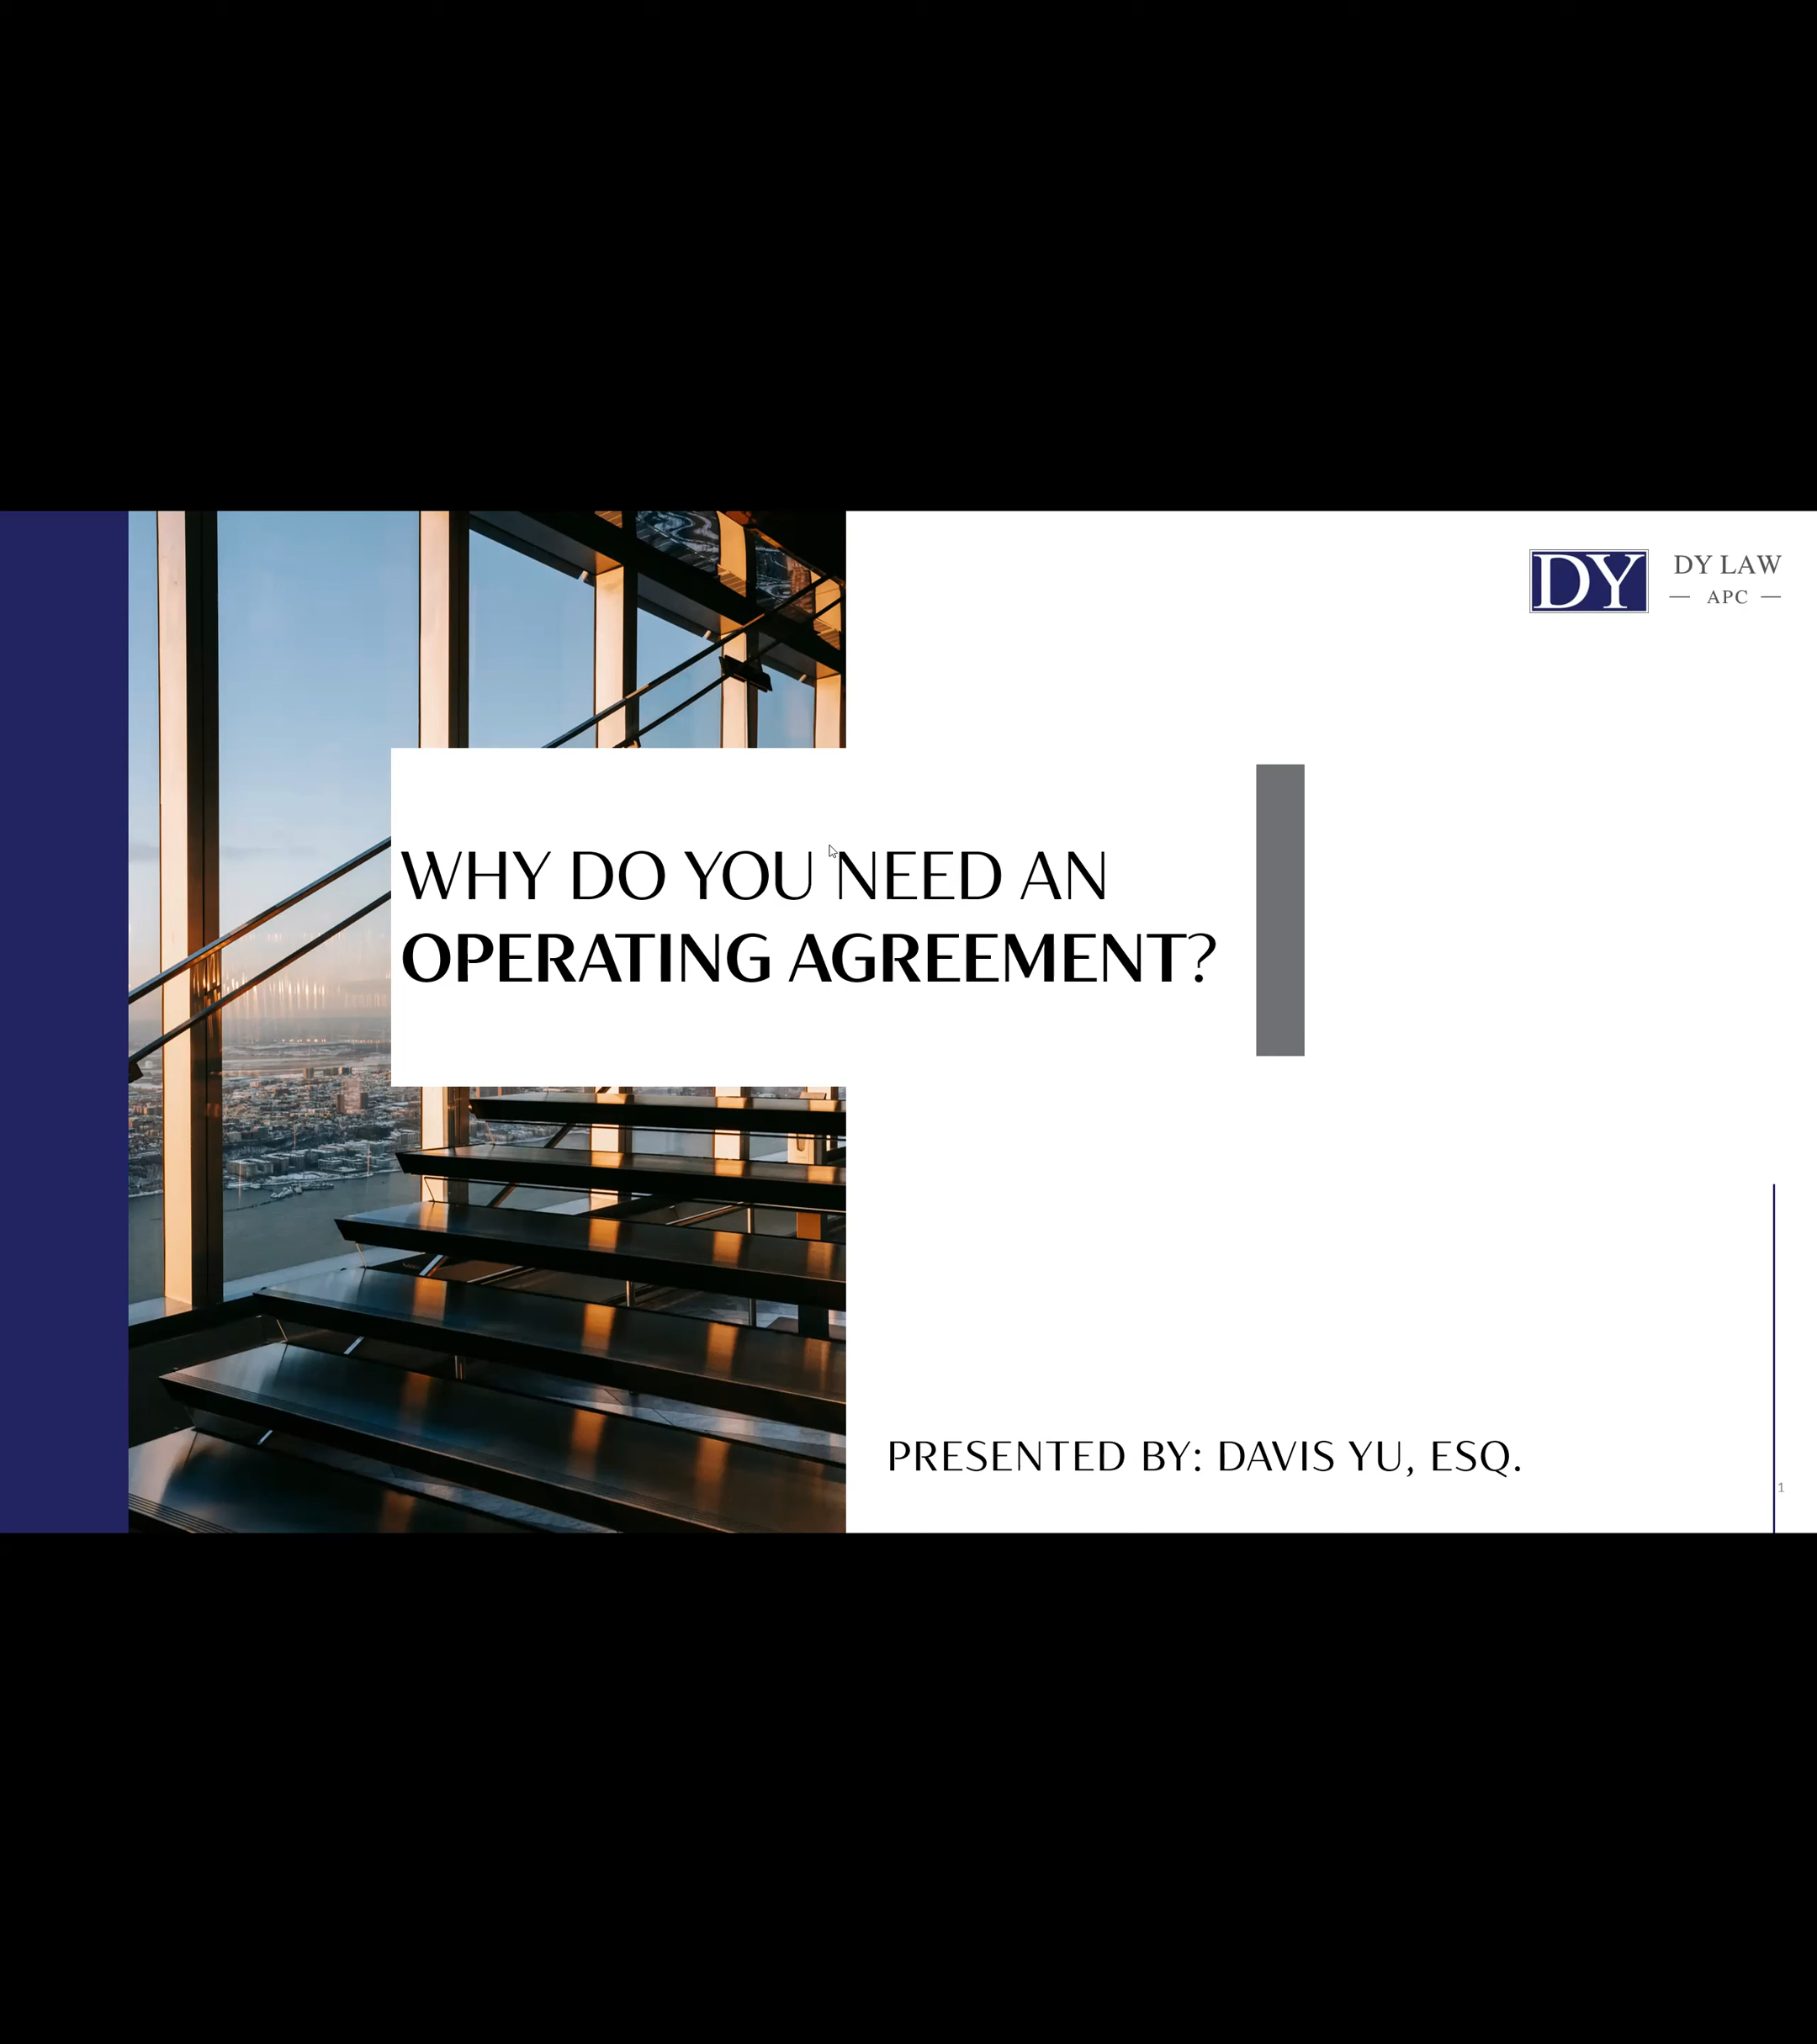 DY
DY LAW
— APC —
WHY DO YOU NEED AN
OPERATING AGREEMENT?
PRESENTED BY: DAVIS YU, ESQ.
1